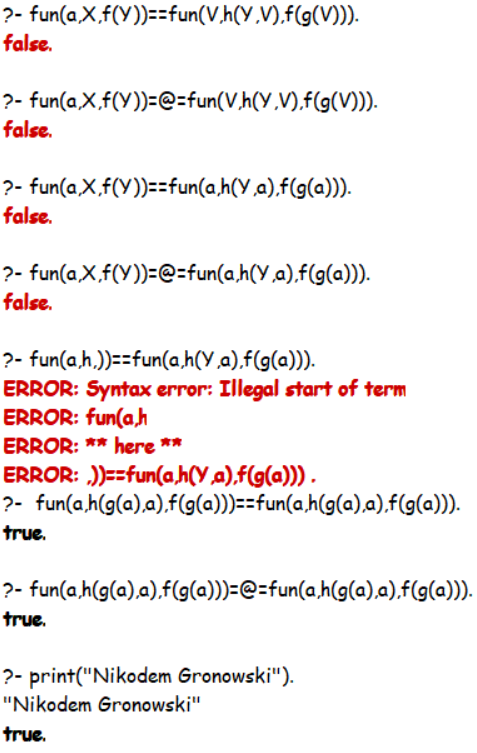 ?- fun(a,X,f(Y))==fun(V,h(Y,V),f(g(V))).
false.
?- fun(a,X,f(Y))=@=fun(V,h(Y,V),f(g(V))).
false.
?- fun(a,X,f(Y))==fun(a,h(Y,a),f(g(a))).
false.
?- fun(a,X,f(Y))=@=fun(a,h(Y,a),f(g(a))).
false.
?- fun(a,h,))==fun(a,h(Y,a),f(g(a))).
ERROR: Syntax error: Illegal start of term
ERROR: fun(a,h
ERROR: ** here **
ERROR: ,))==fun(a,h(Y,a),f(g(a))) .
?- fun(a,h(g(a),a),f(g(a)))==fun(a,h(g(a),a),f(g(a))).
true.
?- fun(a,h(g(a),a),f(g(a)))=@=fun(a,h(g(a),a),f(g(a))).
true.
?- print("Nikodem Gronowski").
"Nikodem Gronowski"
true.